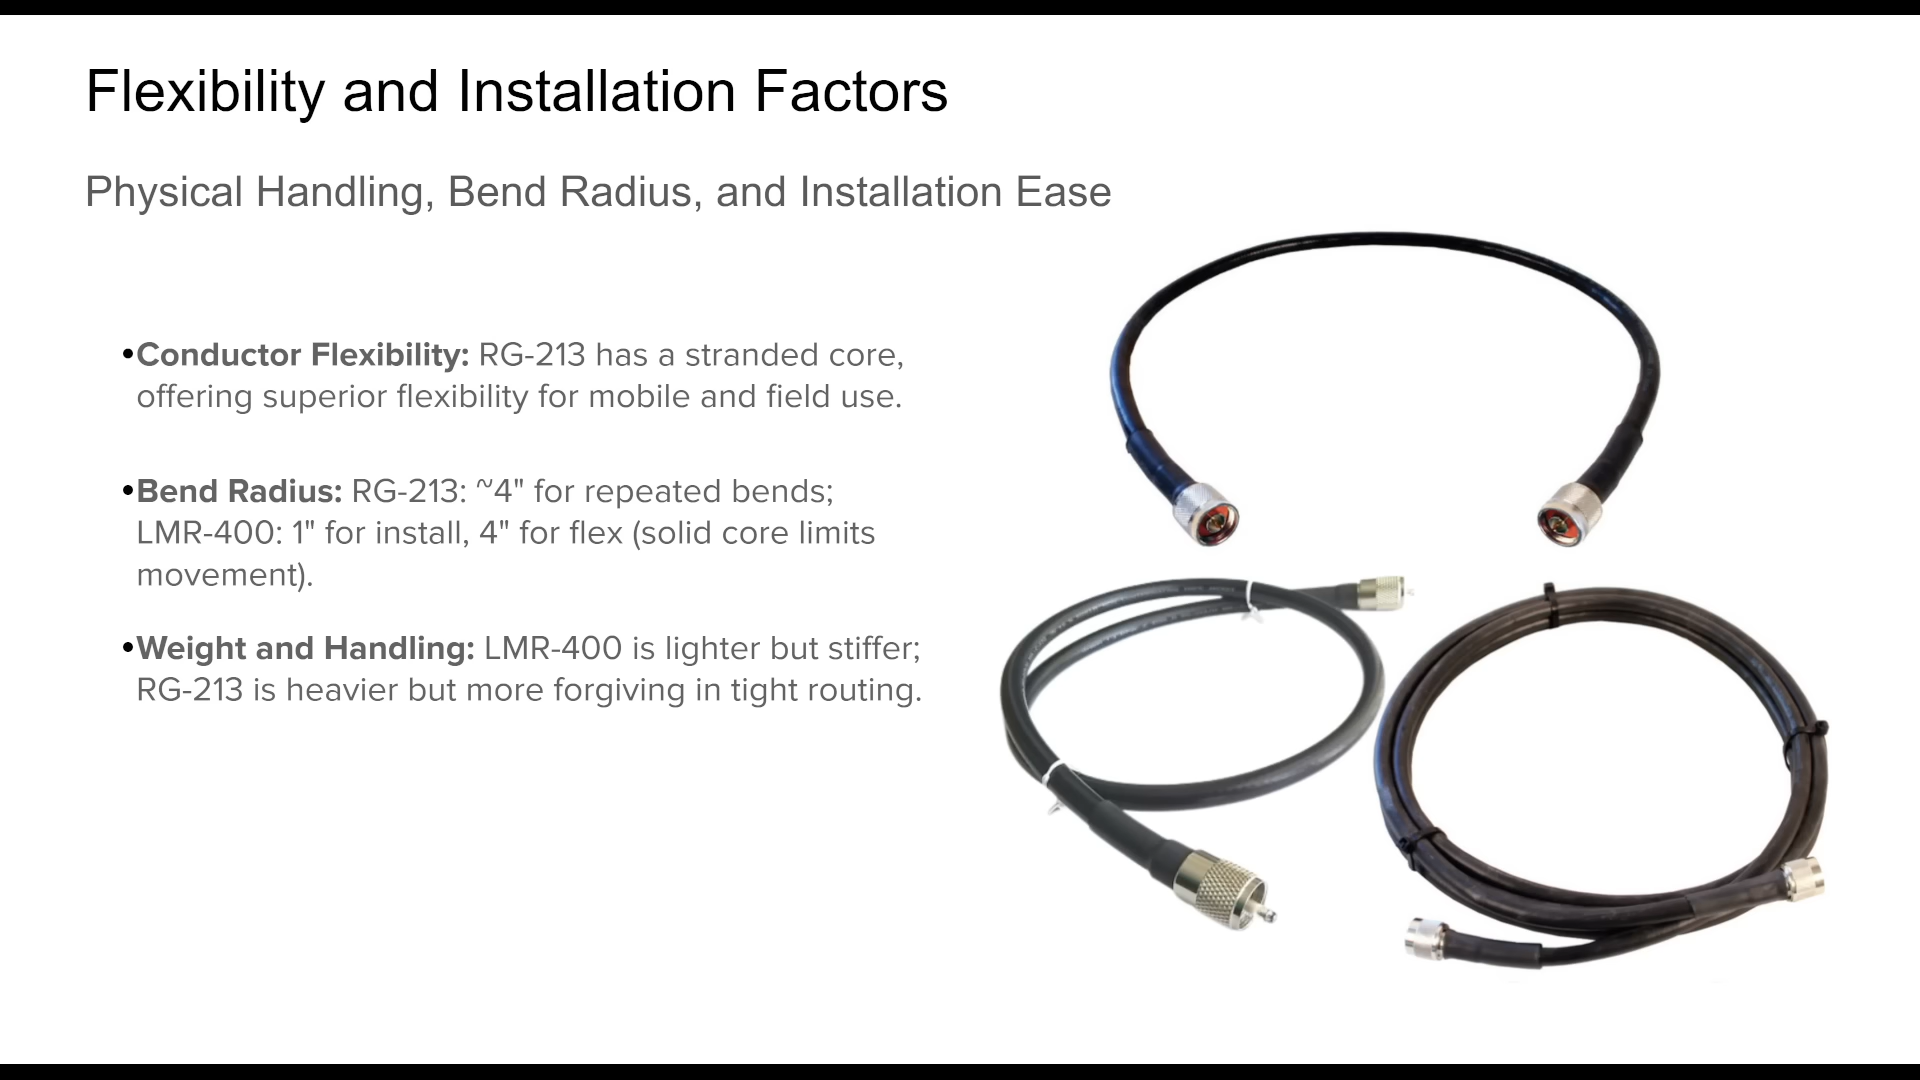 Flexibility and Installation Factors
Physical Handling, Bend Radius, and Installation Ease
•Conductor Flexibility: RG-213 has a stranded core,
offering superior flexibility for mobile and field use.
•Bend Radius: RG-213: ~4" for repeated bends;
LMR-400: 1" for install, 4" for flex (solid core limits
movement).
•Weight and Handling: LMR-400 is lighter but stiffer;
RG-213 is heavier but more forgiving in tight routing.